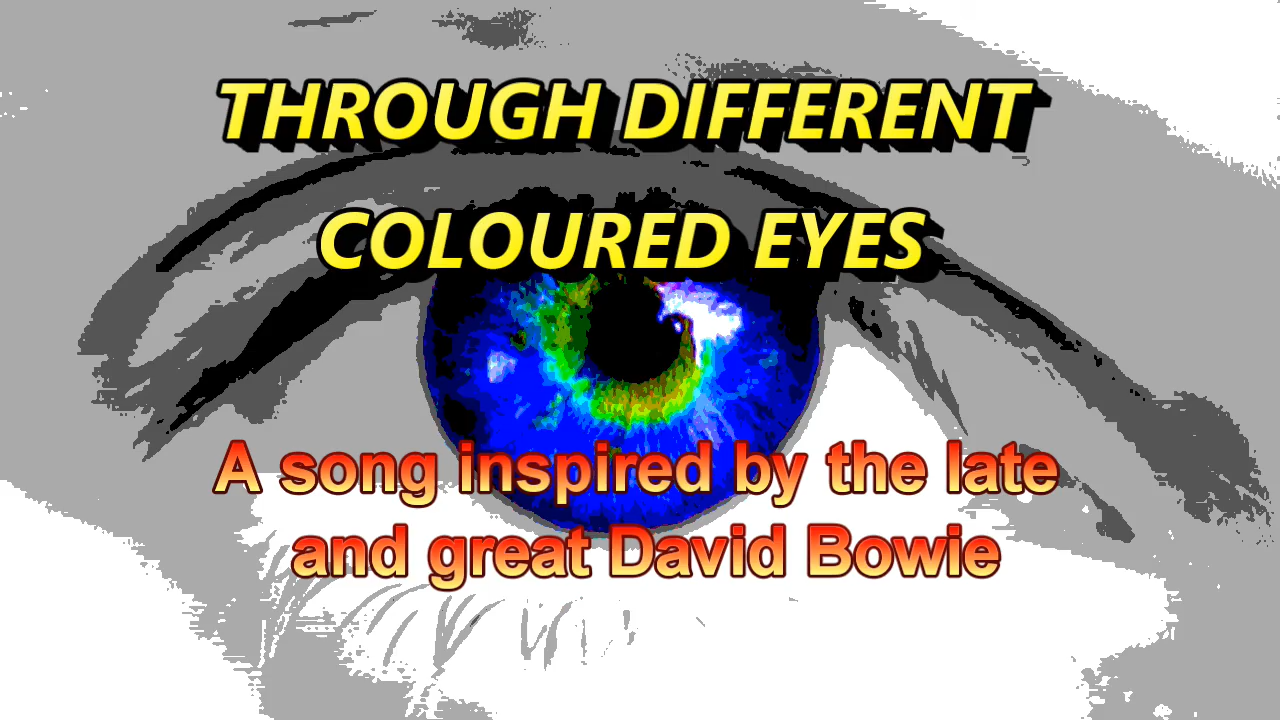 THROUGH DIFFERENT
COLOURED EYES
A song inspired by the late
and great David Bowie